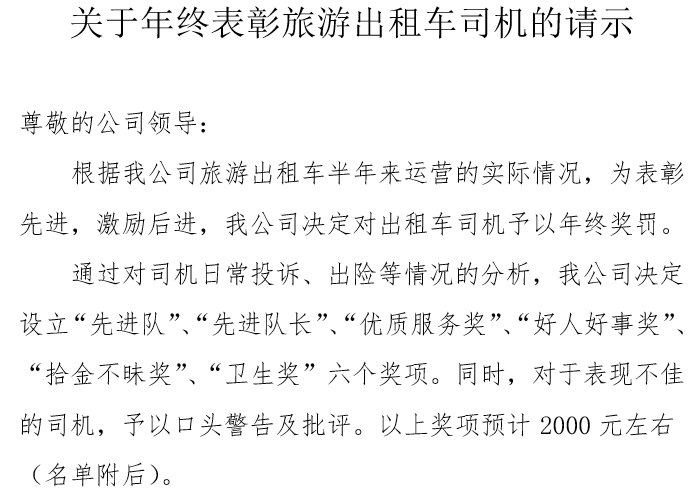 关于年终表彰旅游出租车司机的请示
尊敬的公司领导：
根据我公司旅游出租车半年来运营的实际情况，为表彰
先进，激励后进，我公司决定对出租车司机予以年终奖罚。
通过对司机日常投诉、出险等情况的分析，我公司决定
设立“先进队”、“先进队长”、“优质服务奖”、“好人好事奖”、
“拾金不昧奖”、“卫生奖”六个奖项。同时，对于表现不佳
的司机，予以口头警告及批评。以上奖项预计 2000 元左右
（名单附后）。